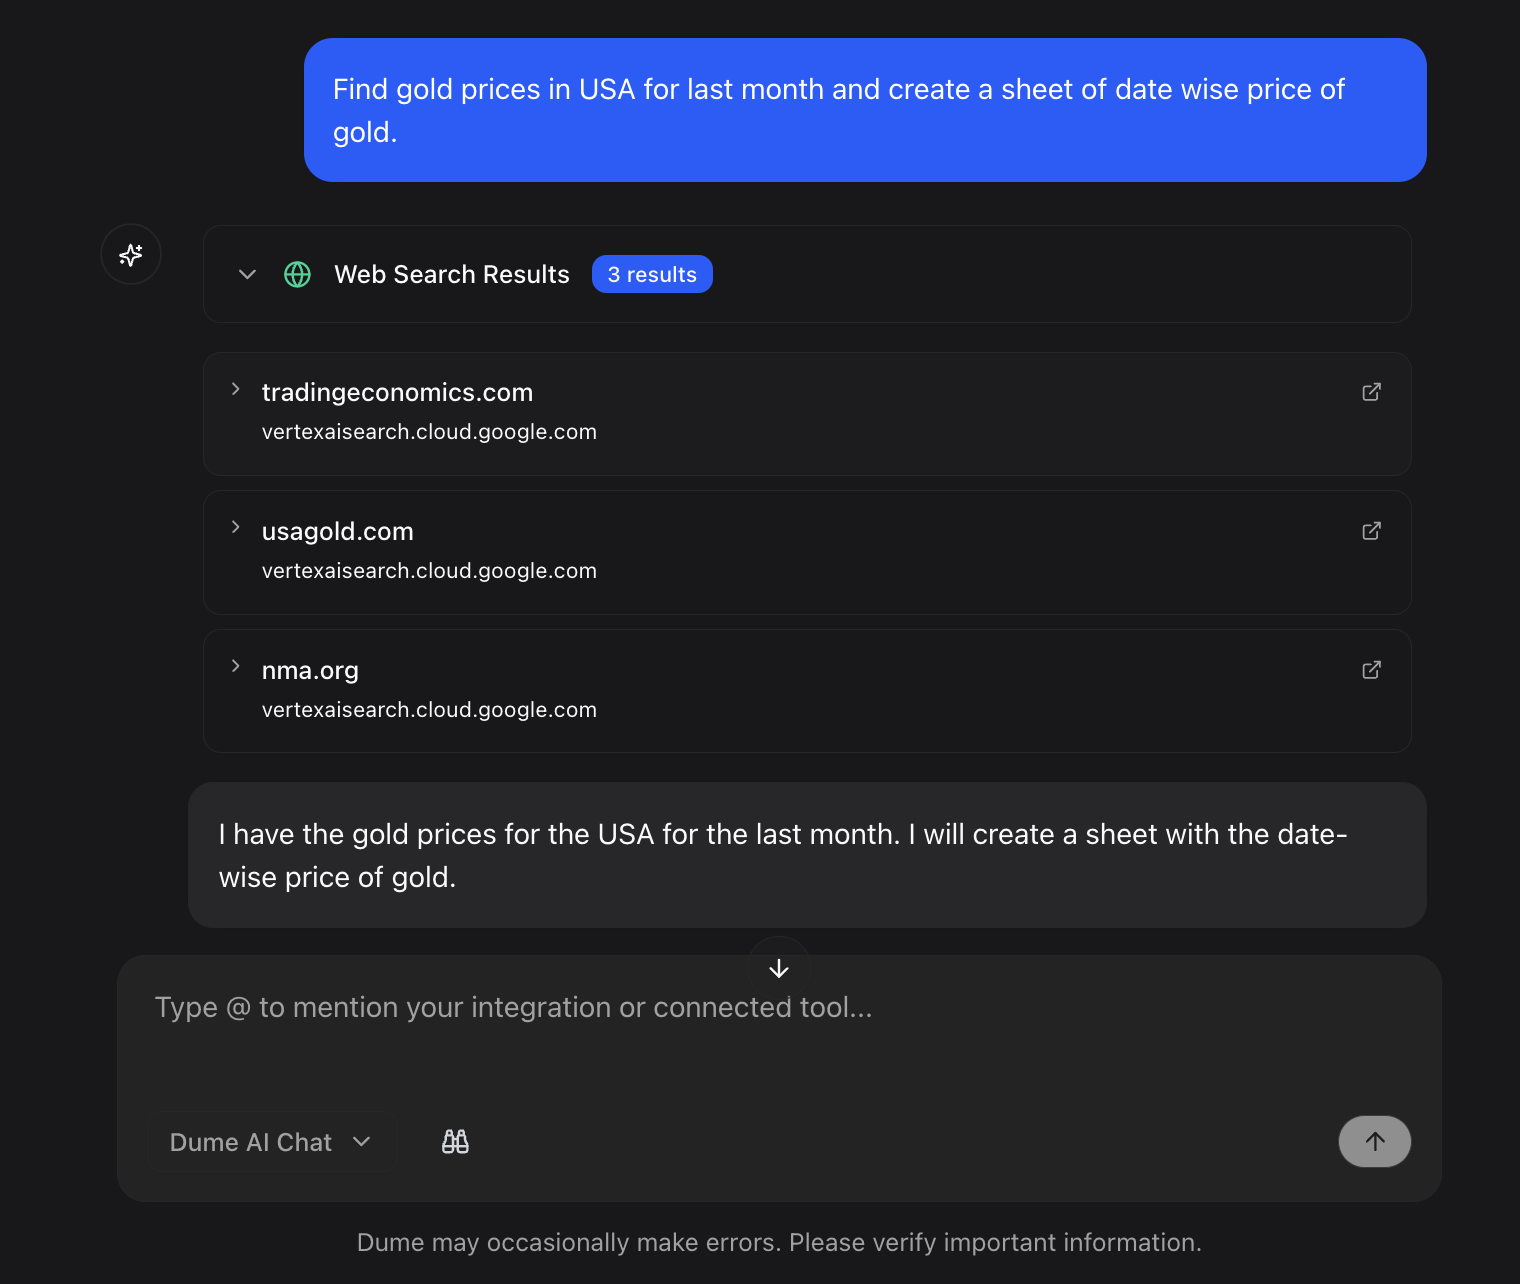 Find gold prices in USA for last month and create a sheet of date wise price of
gold.
Web Search Results 3 results
tradingeconomics.com
vertexaisearch.cloud.google.com
usagold.com
vertexaisearch.cloud.google.com
nma.org
vertexaisearch.cloud.google.com
I have the gold prices for the USA for the last month. I will create a sheet with the date-
wise price of gold.
Type @ to mention your integration or connected tool...
Dume AI Chat
Dume may occasionally make errors. Please verify important information.